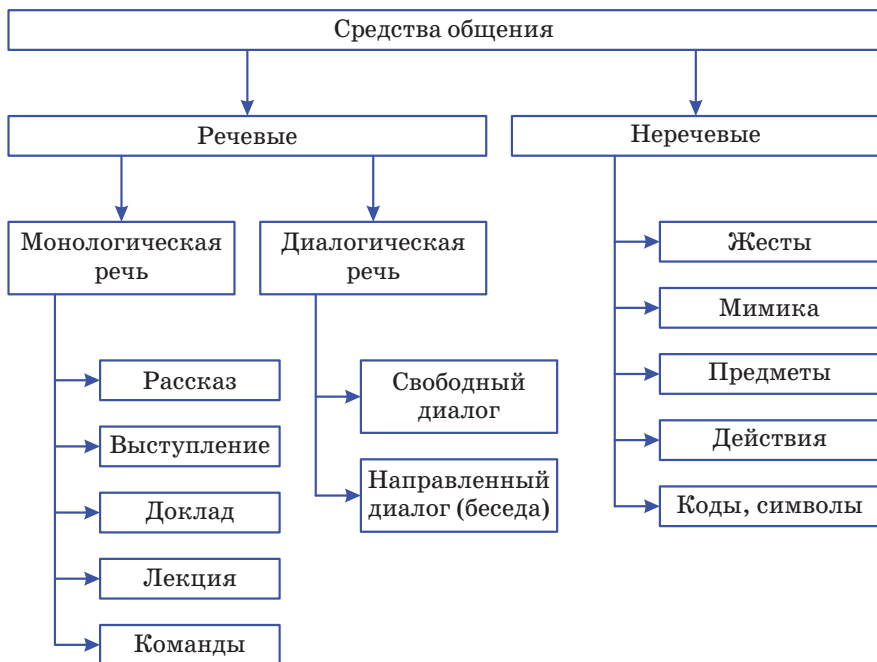 Средства общения
Речевые
Неречевые
Монологическая
речь
Диалогическая
речь
Рассказ
Выступление
Доклад
Лекция
Команды
Свободный
диалог
Направленный
диалог (беседа)
Жесты
Мимика
Предметы
Действия
Коды, символы